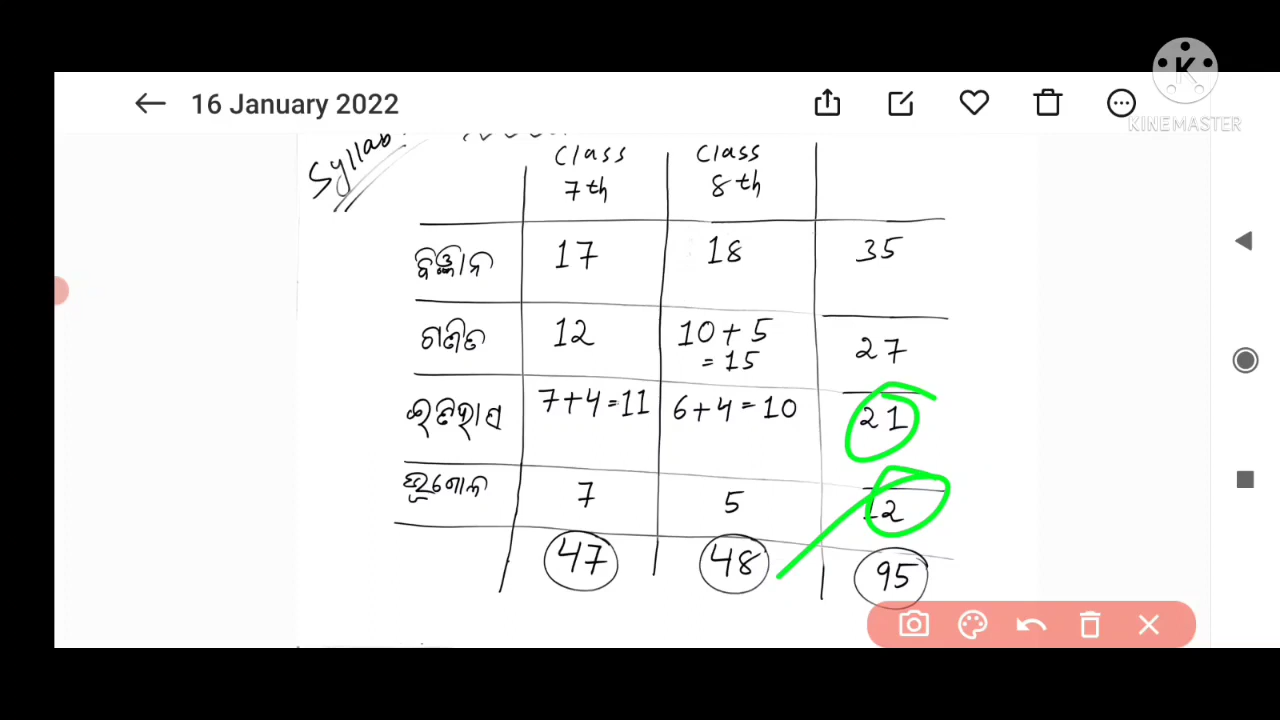 16 January 2022
KINEMASTER
Class 7th
Class 8th
ବିଜ୍ଞାନ 17 18 35
ଗଣିତ 12 10+5 =15 27
ଇତିହାସ 7+4=11 6+4=10 21
ଭୂଗୋଳ 7 5 12
47 48 95